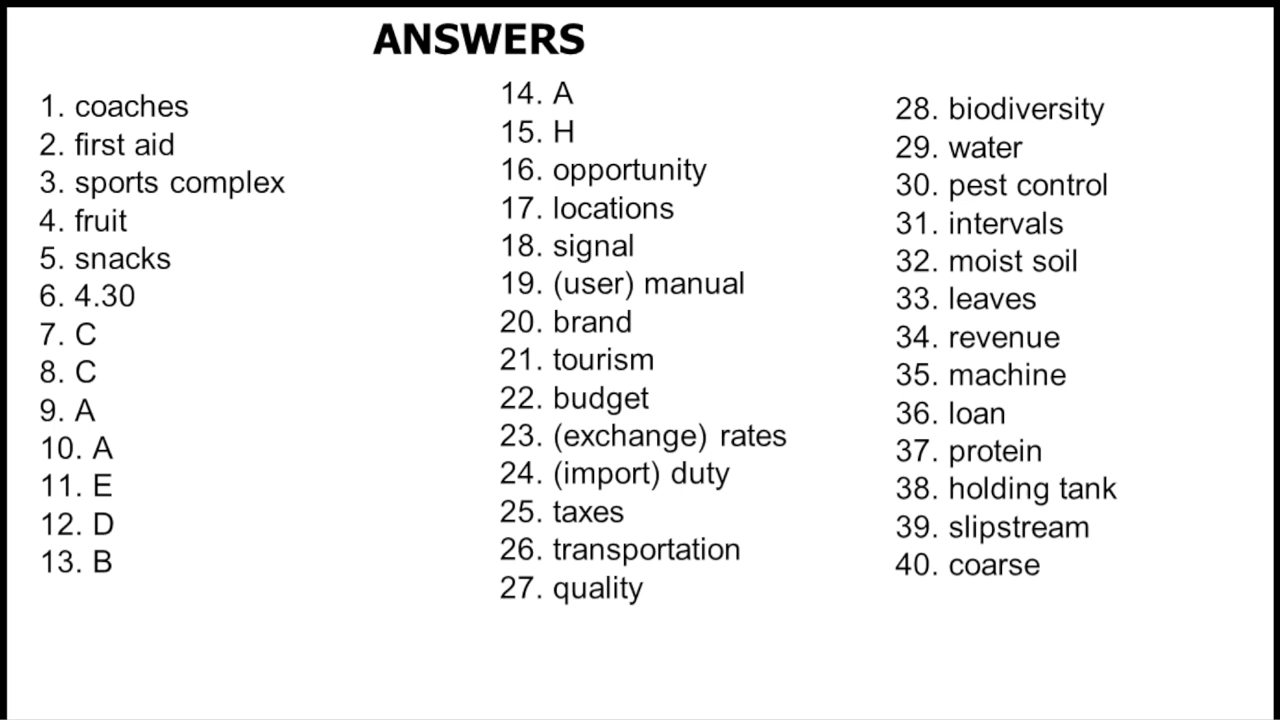 ANSWERS
1. coaches
2. first aid
3. sports complex
4. fruit
5. snacks
6. 4.30
7. C
8. C
9. A
10. A
11. E
12. D
13. B
14. A
15. H
16. opportunity
17. locations
18. signal
19. (user) manual
20. brand
21. tourism
22. budget
23. (exchange) rates
24. (import) duty
25. taxes
26. transportation
27. quality
28. biodiversity
29. water
30. pest control
31. intervals
32. moist soil
33. leaves
34. revenue
35. machine
36. loan
37. protein
38. holding tank
39. slipstream
40. coarse